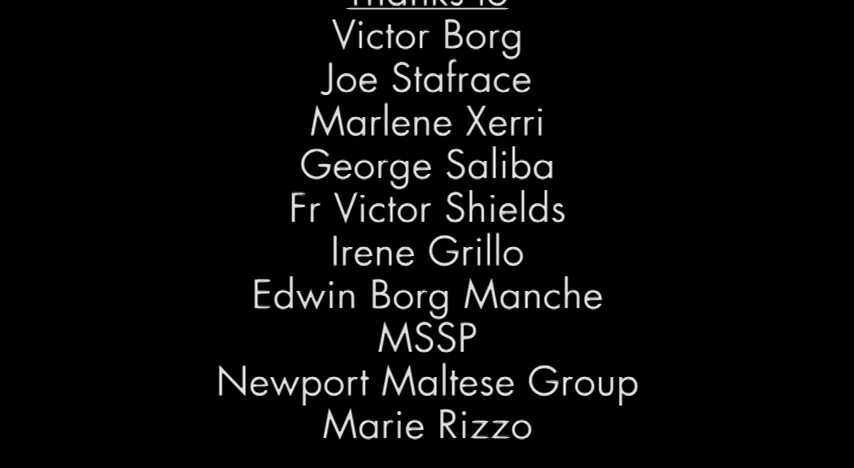 Thanks to
Victor Borg
Joe Stafrace
Marlene Xerri
George Saliba
Fr Victor Shields
Irene Grillo
Edwin Borg Manche
MSSP
Newport Maltese Group
Marie Rizzo